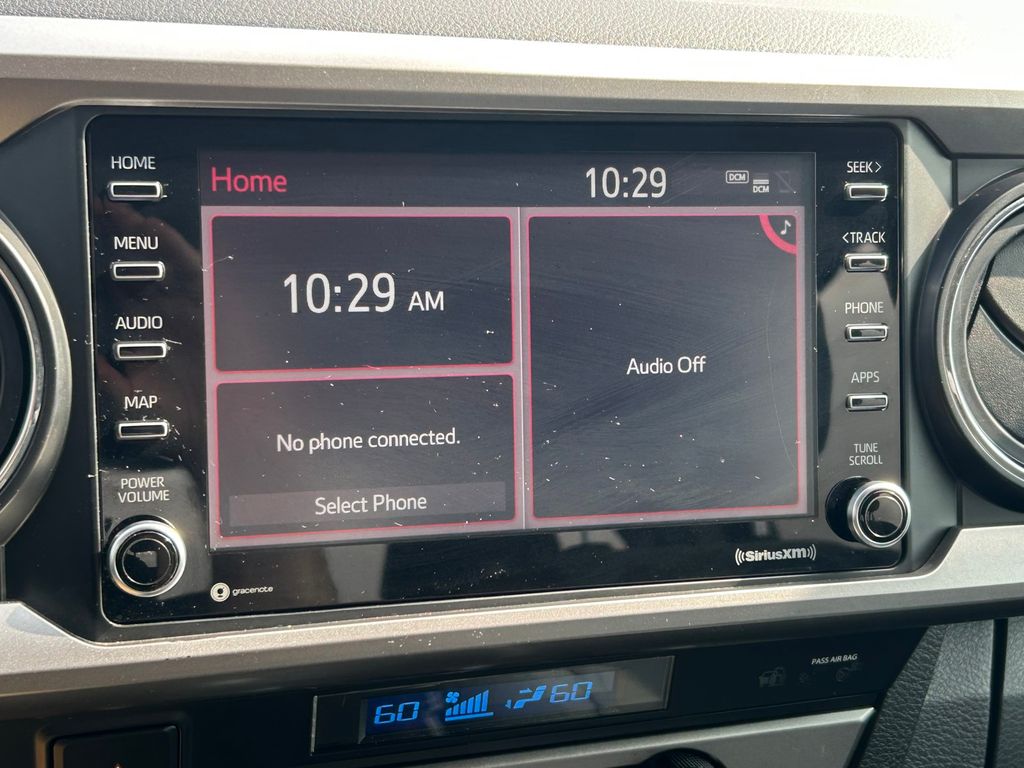 HOME
MENU
AUDIO
MAP
POWER
VOLUME
Home
10:29
DCM
DCM
10:29 AM
No phone connected.
Select Phone
Audio Off
SEEK>
<TRACK
PHONE
APPS
TUNE
SCROLL
gracenote
SiriusXM
PASS AIR BAG
60
60